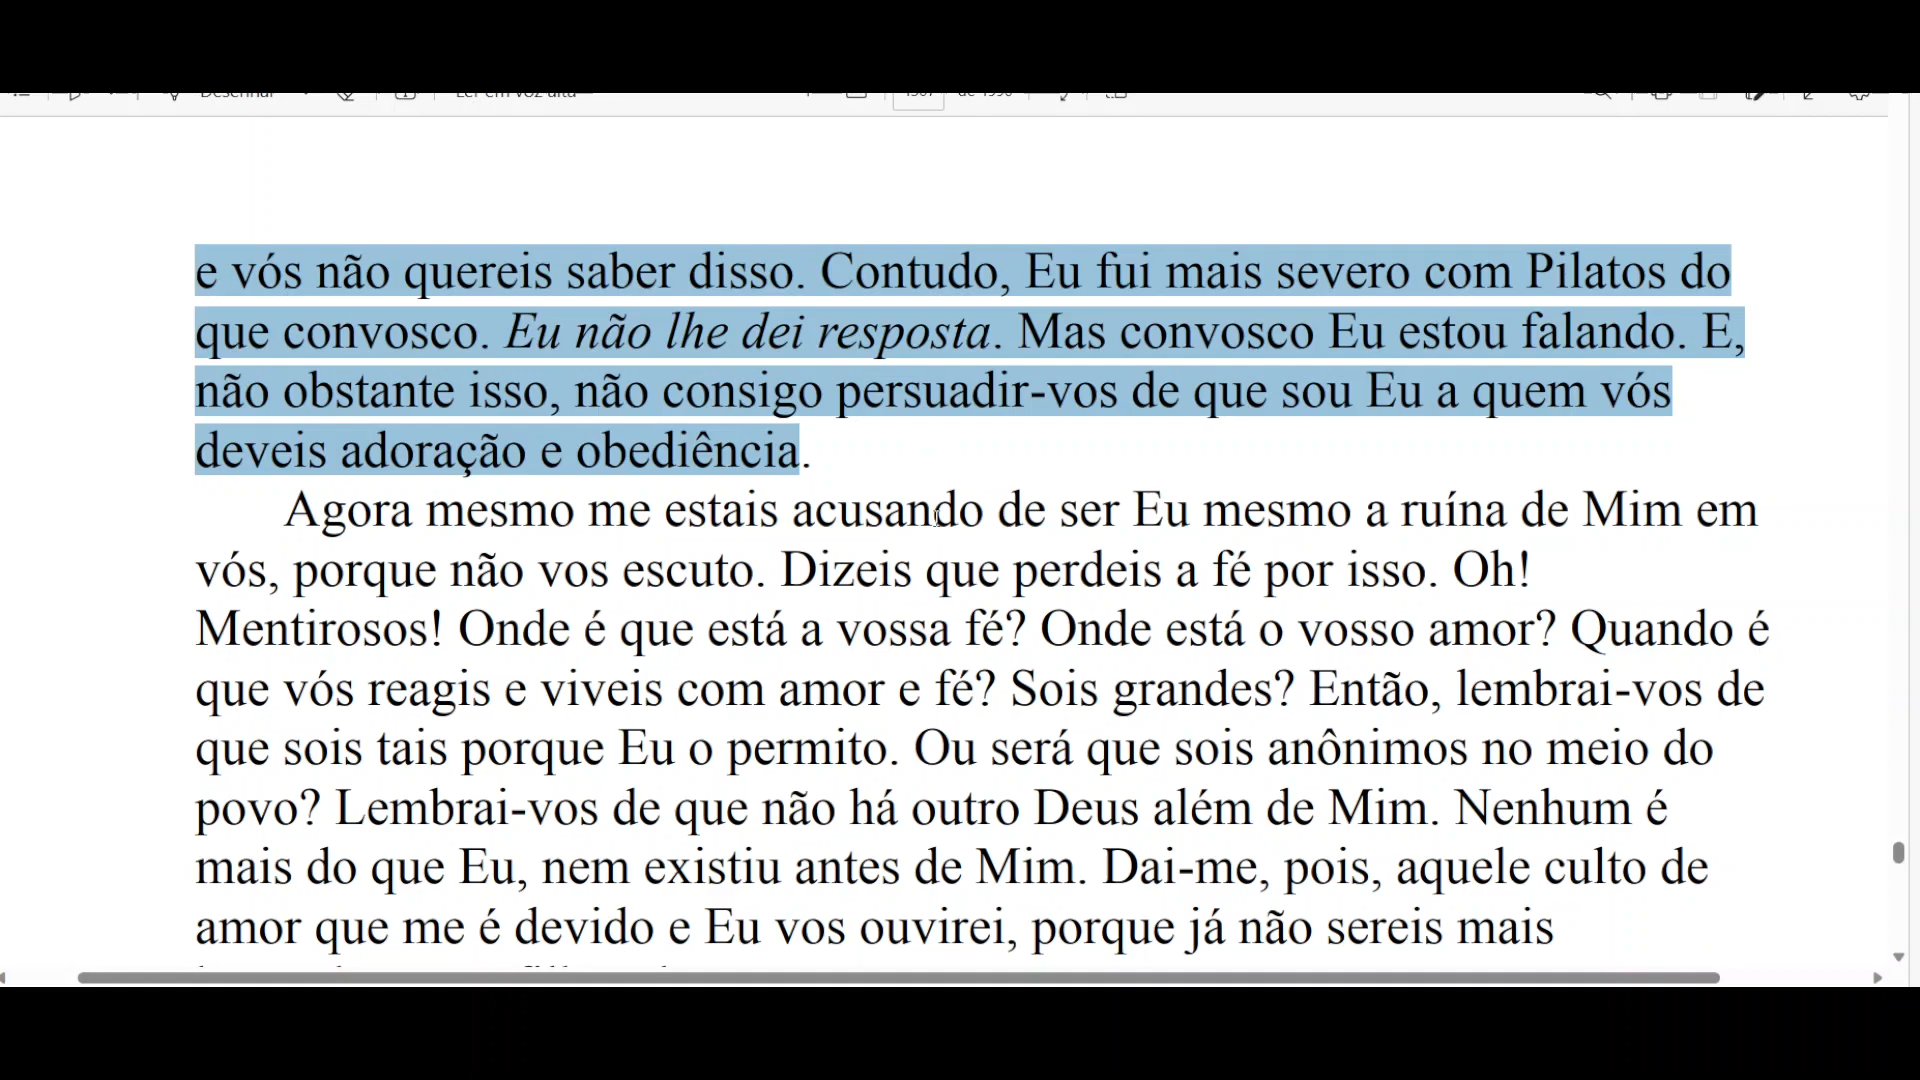 Desenhar Ler em voz alta de 1996
e vós não quereis saber disso. Contudo, Eu fui mais severo com Pilatos do
que convosco. Eu não lhe dei resposta. Mas convosco Eu estou falando. E,
não obstante isso, não consigo persuadir-vos de que sou Eu a quem vós
deveis adoração e obediência.
Agora mesmo me estais acusando de ser Eu mesmo a ruína de Mim em
vós, porque não vos escuto. Dizeis que perdeis a fé por isso. Oh!
Mentirosos! Onde é que está a vossa fé? Onde está o vosso amor? Quando é
que vós reagis e viveis com amor e fé? Sois grandes? Então, lembrai-vos de
que sois tais porque Eu o permito. Ou será que sois anônimos no meio do
povo? Lembrai-vos de que não há outro Deus além de Mim. Nenhum é
mais do que Eu, nem existiu antes de Mim. Dai-me, pois, aquele culto de
amor que me é devido e Eu vos ouvirei, porque já não sereis mais